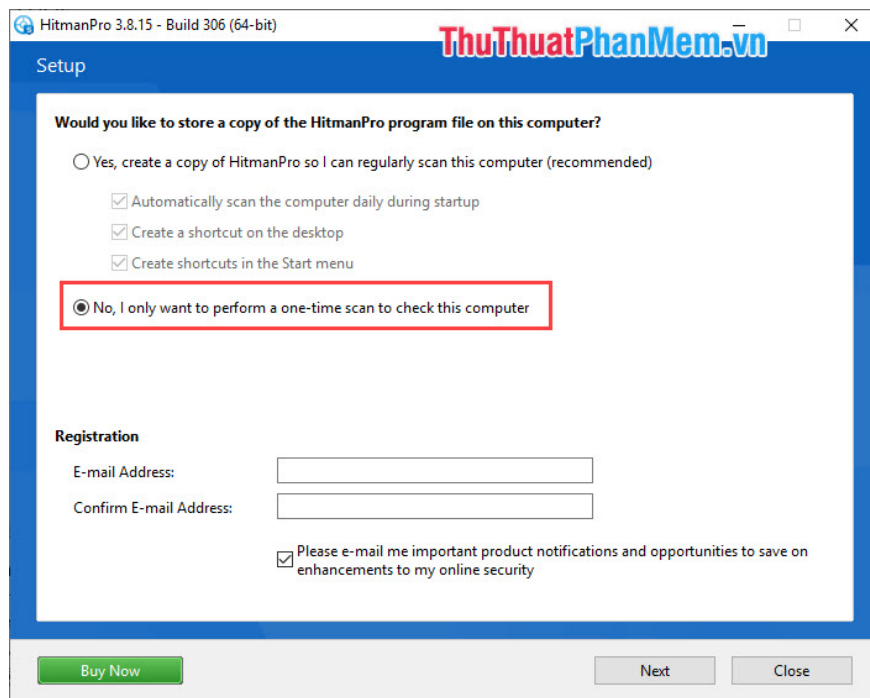 HitmanPro 3.8.15 - Build 306 (64-bit)
ThuThuatPhanMem.vn
Setup
Would you like to store a copy of the HitmanPro program file on this computer?
Yes, create a copy of HitmanPro so I can regularly scan this computer (recommended)
Automatically scan the computer daily during startup
Create a shortcut on the desktop
Create shortcuts in the Start menu
No, I only want to perform a one-time scan to check this computer
Registration
E-mail Address:
Confirm E-mail Address:
Please e-mail me important product notifications and opportunities to save on
enhancements to my online security
Buy Now
Next
Close